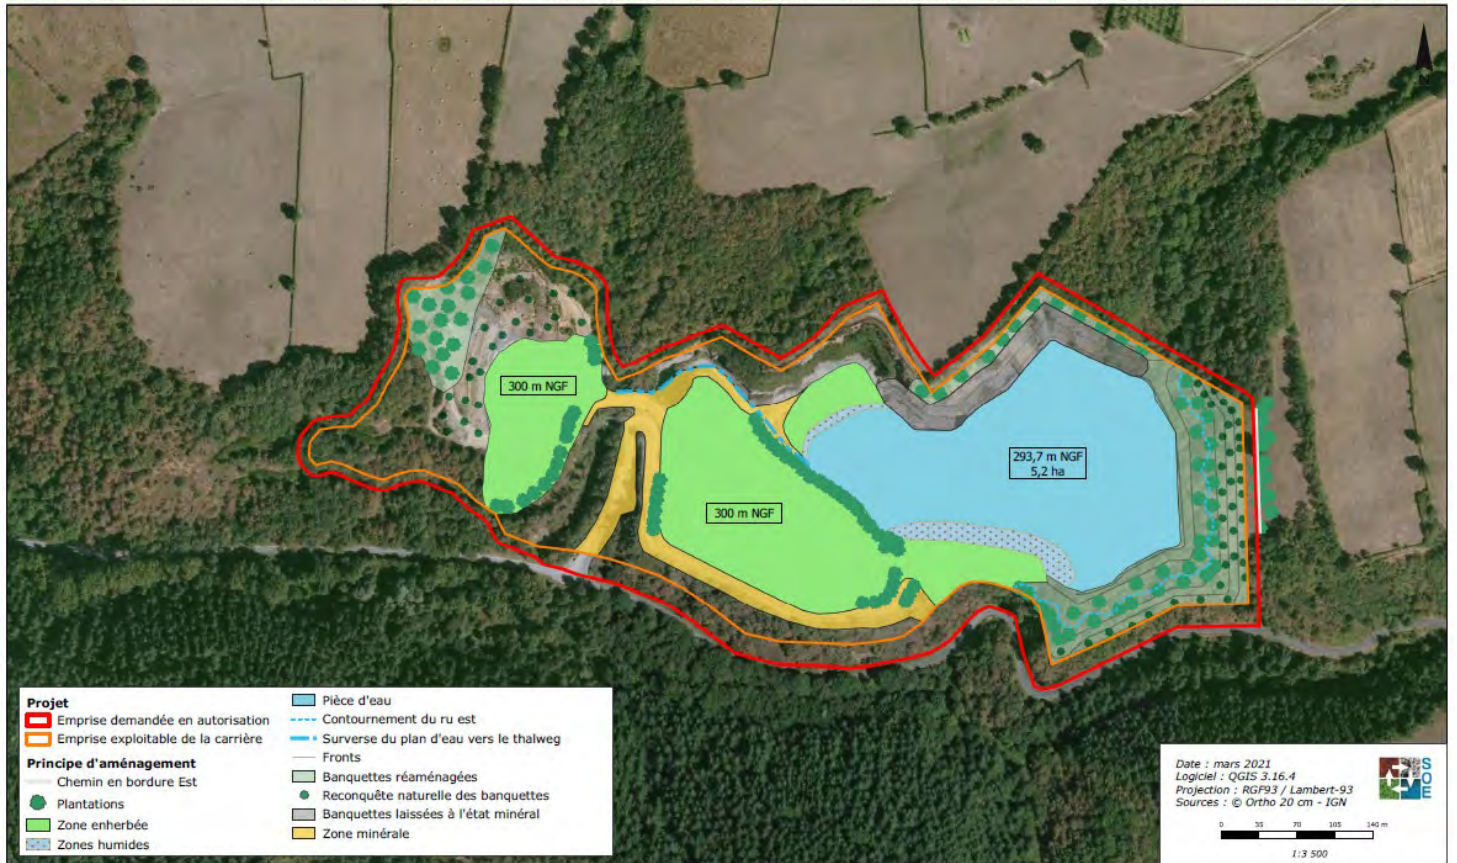 300 m NGF
300 m NGF
293,7 m NGF
5,2 ha
Projet
Emprise demandée en autorisation
Emprise exploitable de la carrière
Principe d'aménagement
Chemin en bordure Est
Plantations
Zone enherbée
Zones humides
Pièce d'eau
Contournement du ru est
Surverse du plan d'eau vers le thalweg
Fronts
Banquettes réaménagées
Reconquête naturelle des banquettes
Banquettes laissées à l'état minéral
Zone minérale
Date : mars 2021
Logiciel : QGIS 3.16.4
Projection : RGF93 / Lambert-93
Sources : © Ortho 20 cm - IGN
SOE
0 35 70 105 140 m
1:3 500